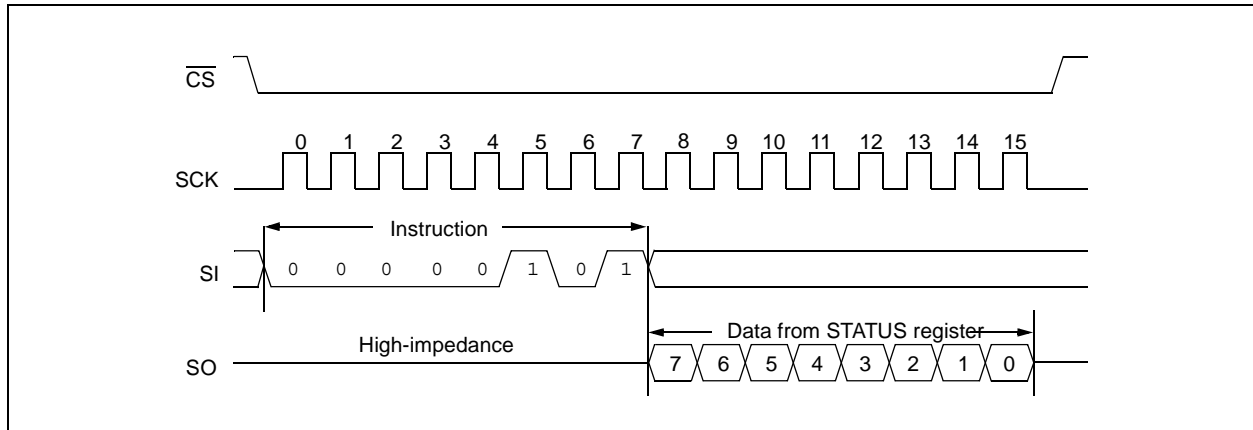 CS
0 1 2 3 4 5 6 7 8 9 10 11 12 13 14 15
SCK
Instruction
SI 0 0 0 0 0 1 0 1
Data from STATUS register
High-impedance
SO 7 6 5 4 3 2 1 0